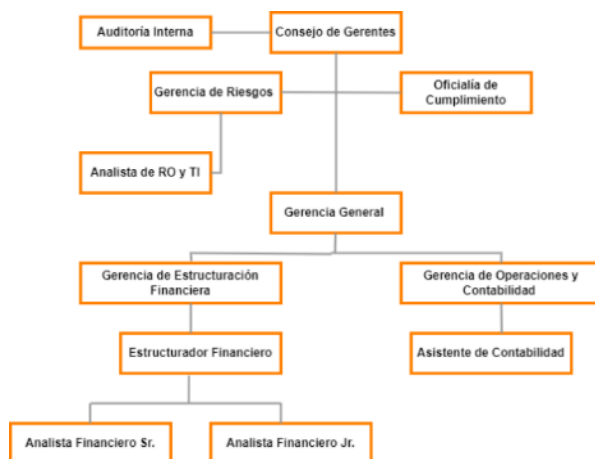 Auditoría Interna
Consejo de Gerentes
Gerencia de Riesgos
Oficialía de
Cumplimiento
Analista de RO y TI
Gerencia General
Gerencia de Estructuración
Financiera
Gerencia de Operaciones y
Contabilidad
Estructurador Financiero
Asistente de Contabilidad
Analista Financiero Sr.
Analista Financiero Jr.